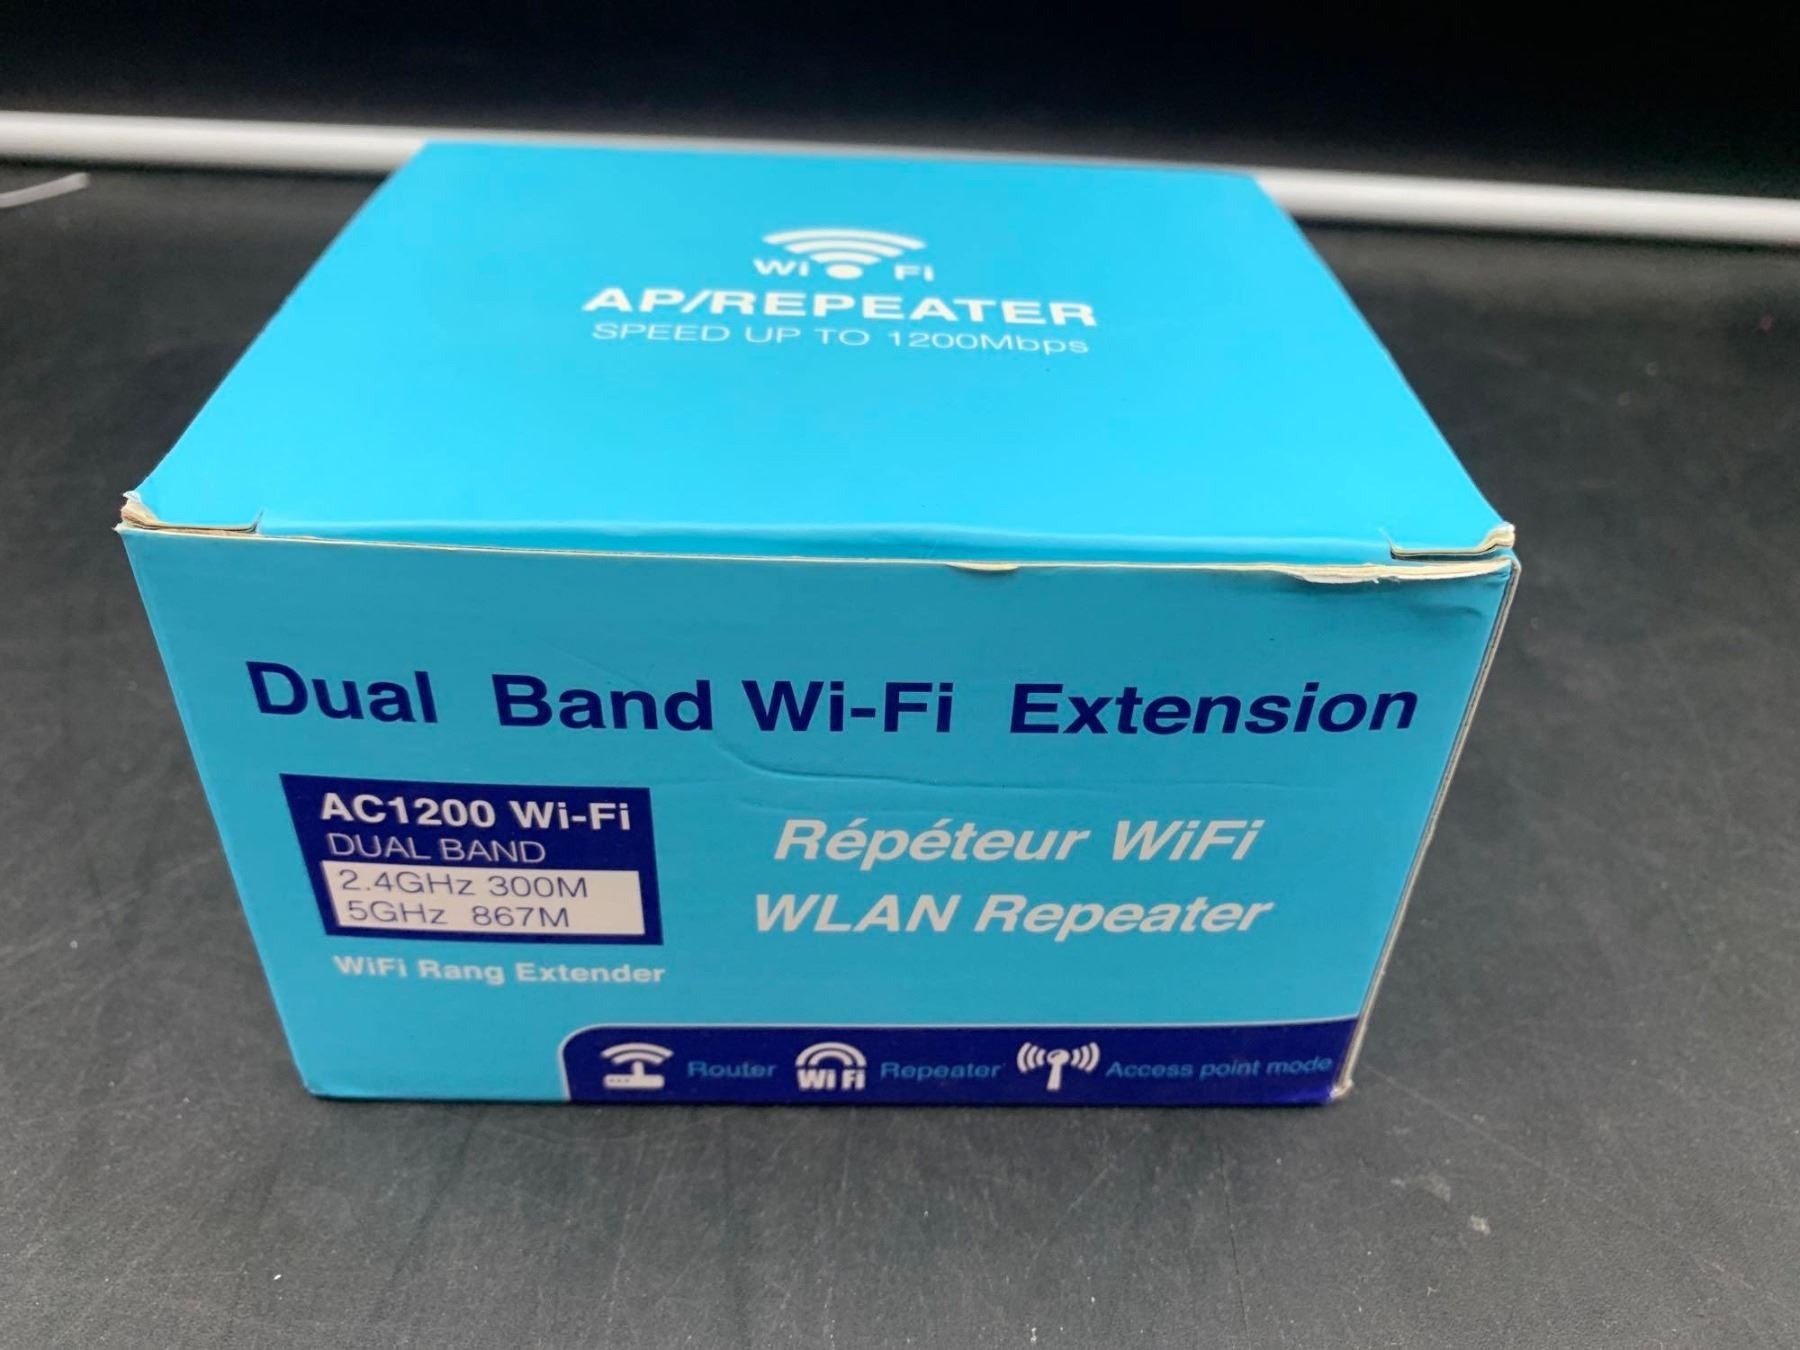 Wi Fi
AP/REPEATER
SPEED UP TO 1200Mbps
Dual Band Wi-Fi Extension
AC1200 Wi-Fi
DUAL BAND
2.4GHz 300M
5GHz 867M
WiFi Rang Extender
Répéteur WiFi
WLAN Repeater
Router Wi Fi Repeater Access point mode